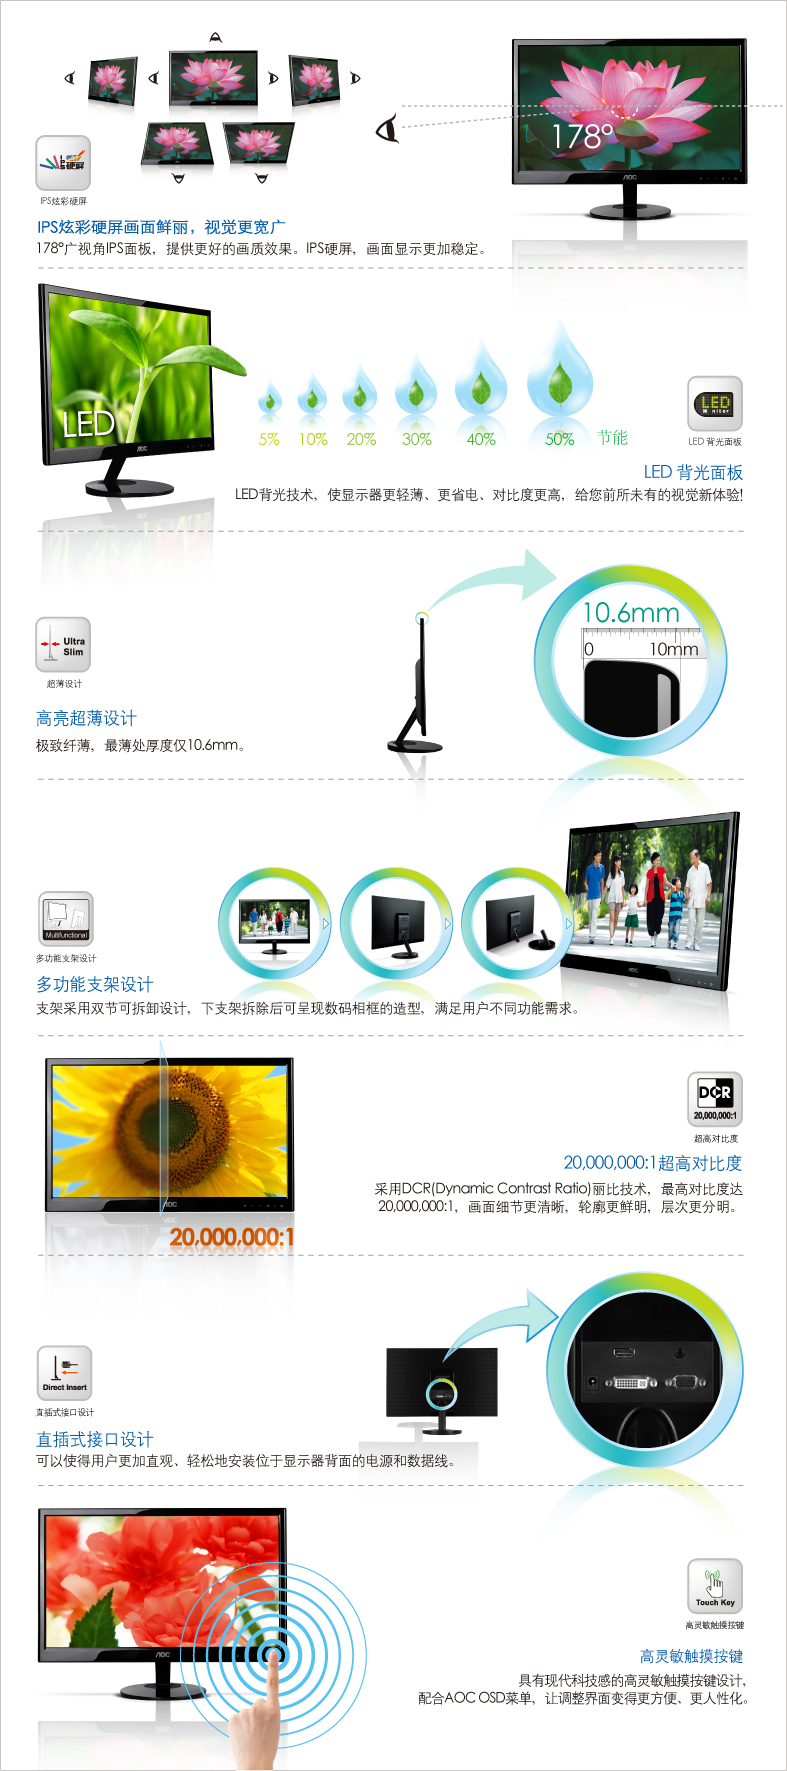 178°
AOC
IPS硬屏
IPS炫彩硬屏
IPS炫彩硬屏画面鲜丽，视觉更宽广
178°广视角IPS面板，提供更好的画质效果。IPS硬屏，画面显示更加稳定。
LED
AOC
5% 10% 20% 30% 40% 50% 节能
LED
Monitor
LED 背光面板
LED 背光面板
LED背光技术，使显示器更轻薄、更省电、对比度更高，给您前所未有的视觉新体验!
10.6mm
0 10mm
Ultra
Slim
超薄设计
高亮超薄设计
极致纤薄，最薄处厚度仅10.6mm。
Multifunctional
多功能支架设计
AOC
多功能支架设计
支架采用双节可拆卸设计，下支架拆除后可呈现数码相框的造型，满足用户不同功能需求。
AOC
20,000,000:1
DCR
20,000,000:1
超高对比度
20,000,000:1超高对比度
采用DCR(Dynamic Contrast Ratio)丽比技术，最高对比度达
20,000,000:1，画面细节更清晰，轮廓更鲜明，层次更分明。
Direct Insert
直插式接口设计
直插式接口设计
可以使得用户更加直观、轻松地安装位于显示器背面的电源和数据线。
AOC
Touch Key
高灵敏触摸按键
高灵敏触摸按键
具有现代科技感的高灵敏触摸按键设计，
配合AOC OSD菜单，让调整界面变得更方便、更人性化。